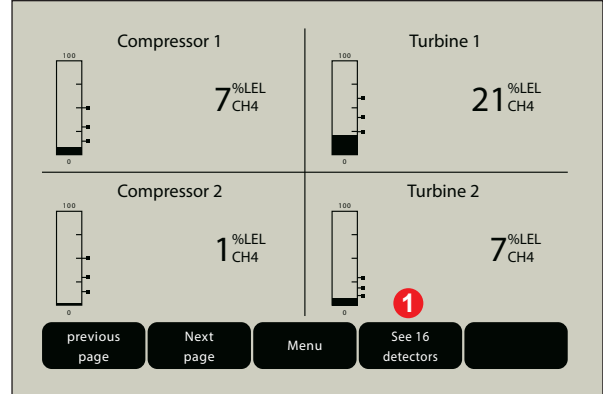 Compressor 1
100
7 %LEL
CH4
0
Turbine 1
100
21 %LEL
CH4
0
Compressor 2
100
1 %LEL
CH4
0
Turbine 2
100
7 %LEL
CH4
0
1
previous
page
Next
page
Menu
See 16
detectors